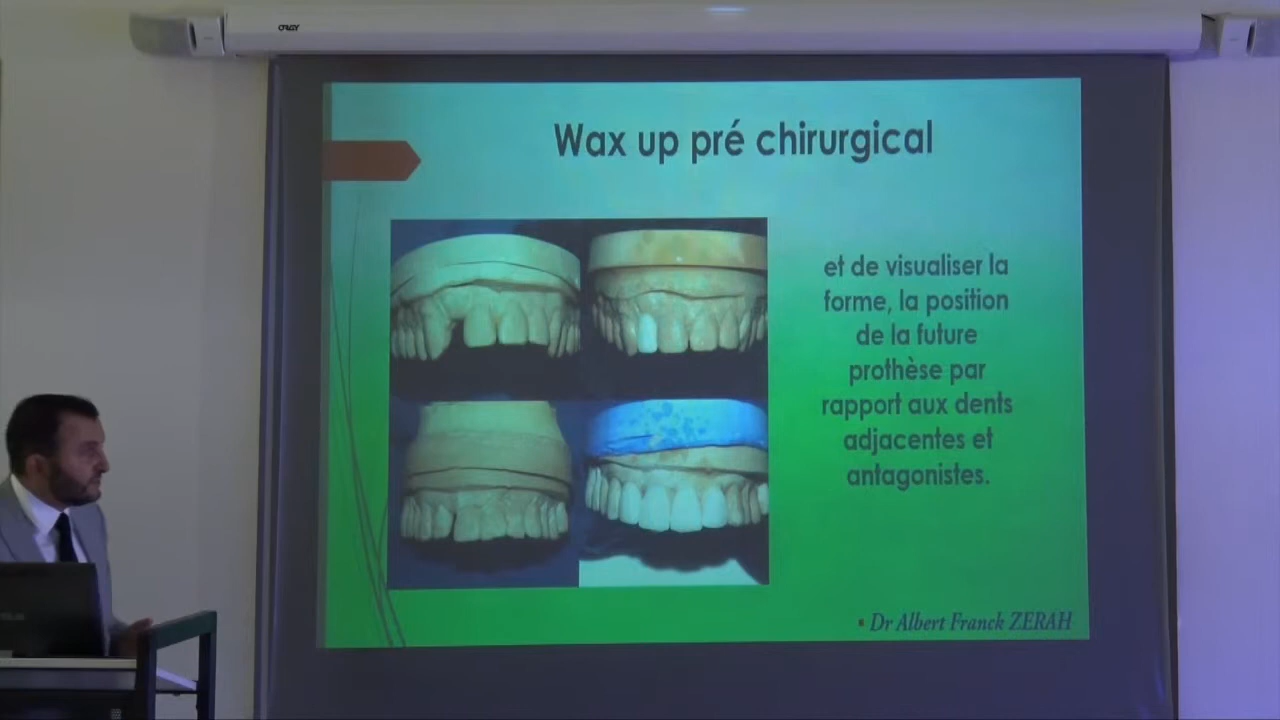 ORAY
Wax up pré chirurgical
et de visualiser la
forme, la position
de la future
prothèse par
rapport aux dents
adjacentes et
antagonistes.
Dr Albert Franck ZERAH